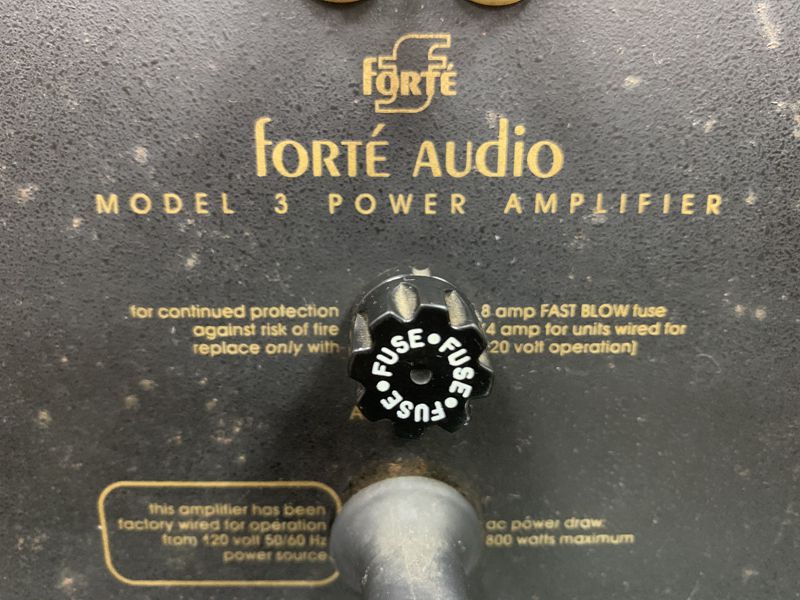 forté
forté audio
MODEL 3 POWER AMPLIFIER
for continued protection
against risk of fire
replace only with
8 amp FAST BLOW fuse
4 amp for units wired for
20 volt operation]
FUSE • FUSE • FUSE •
this amplifier has been
factory wired for operation
from 120 volt 50/60 Hz
power source
ac power draw:
800 watts maximum